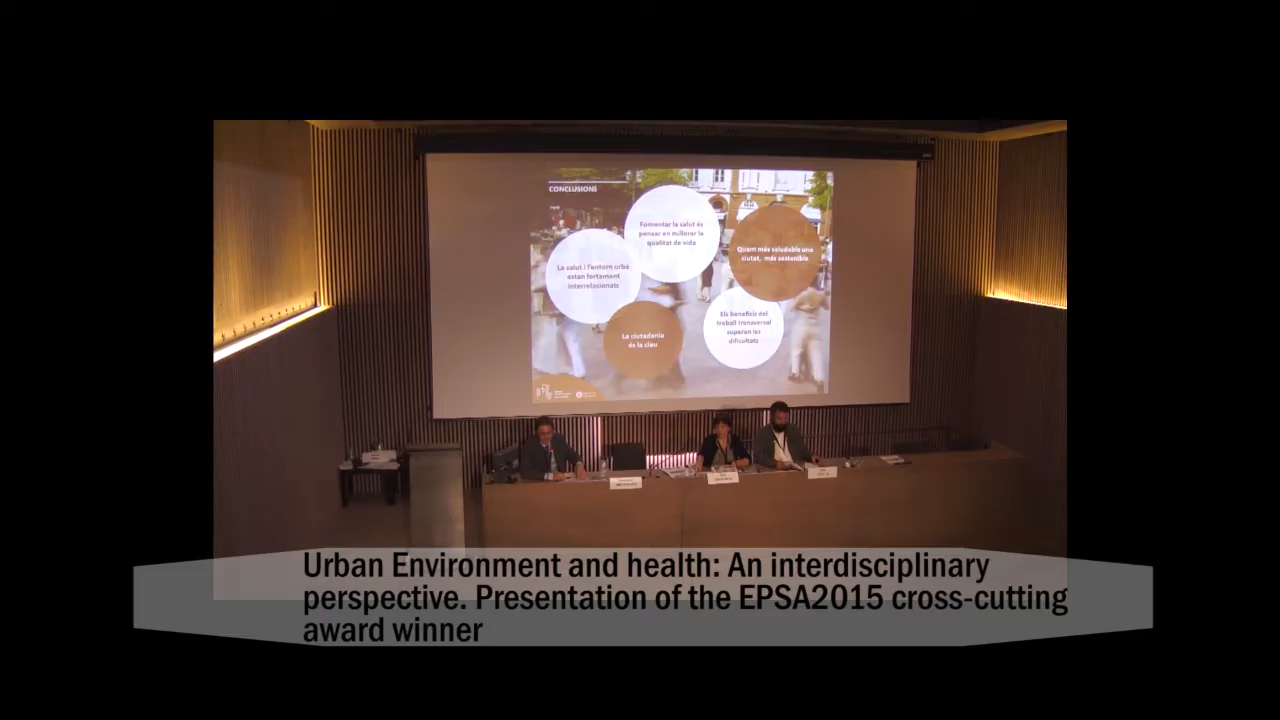 CONCLUSIONS
Fomentar la salut és
pensar en millorar la
qualitat de vida
Quant més saludable una
ciutat, més sostenible
La salut i l'entorn urbà
estan fortament
interrelacionats
Els beneficis del
treball transversal
superan les
dificultats
La ciutadania
és la clau
Urban Environment and health: An interdisciplinary
perspective. Presentation of the EPSA2015 cross-cutting
award winner